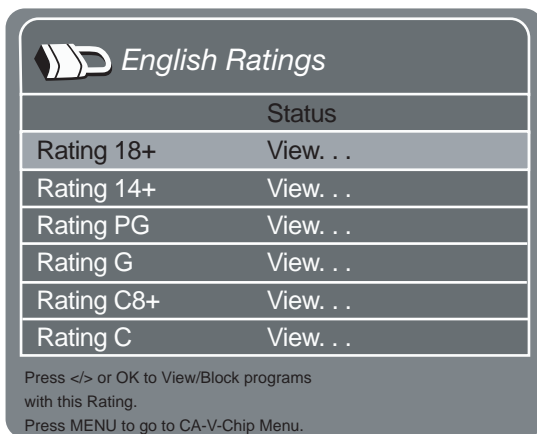 English Ratings
Status
Rating 18+ View. . .
Rating 14+ View. . .
Rating PG View. . .
Rating G View. . .
Rating C8+ View. . .
Rating C View. . .
Press </> or OK to View/Block programs
with this Rating.
Press MENU to go to CA-V-Chip Menu.